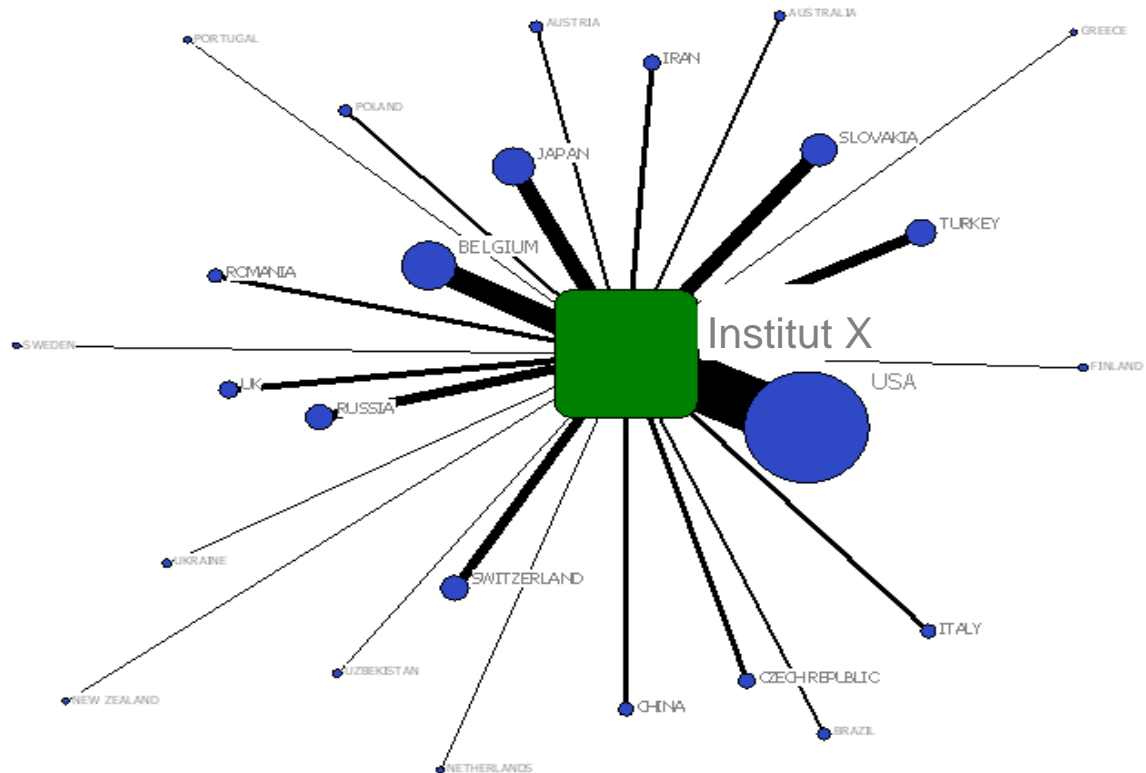 AUSTRALIA
AUSTRIA
GREECE
PORTUGAL
IRAN
POLAND
SLOVAKIA
JAPAN
TURKEY
BELGIUM
ROMANIA
Institut X
SWEDEN
FINLAND
USA
UK
RUSSIA
UKRAINE
SWITZERLAND
ITALY
UZBEKISTAN
CZECH REPUBLIC
NEW ZEALAND
CHINA
BRAZIL
NETHERLANDS